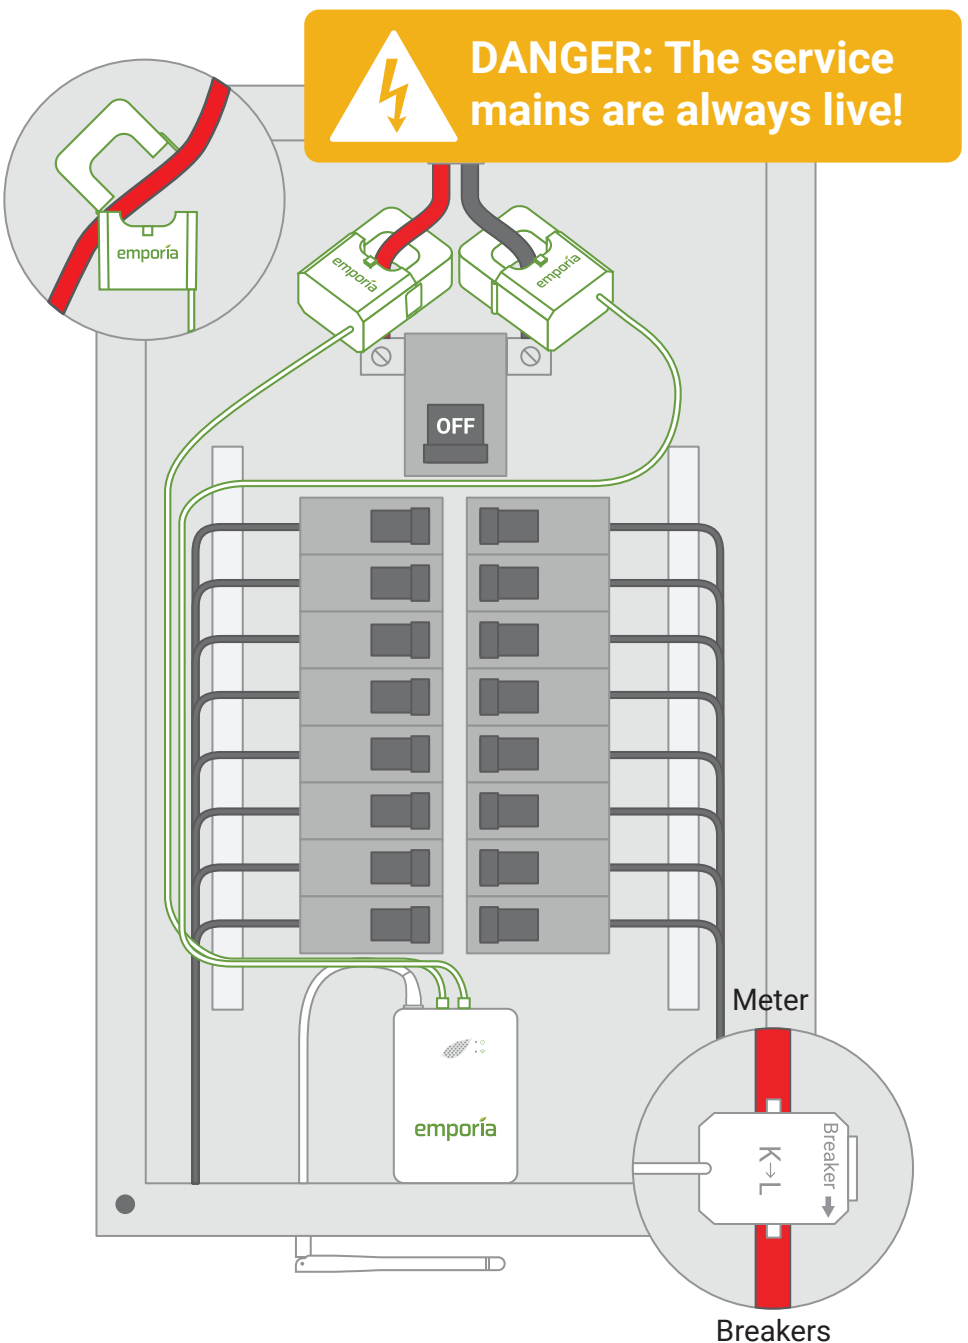 DANGER: The service
mains are always live!
emporia
emporia
emporia
OFF
Meter
Breaker
K→L
emporia
Breakers